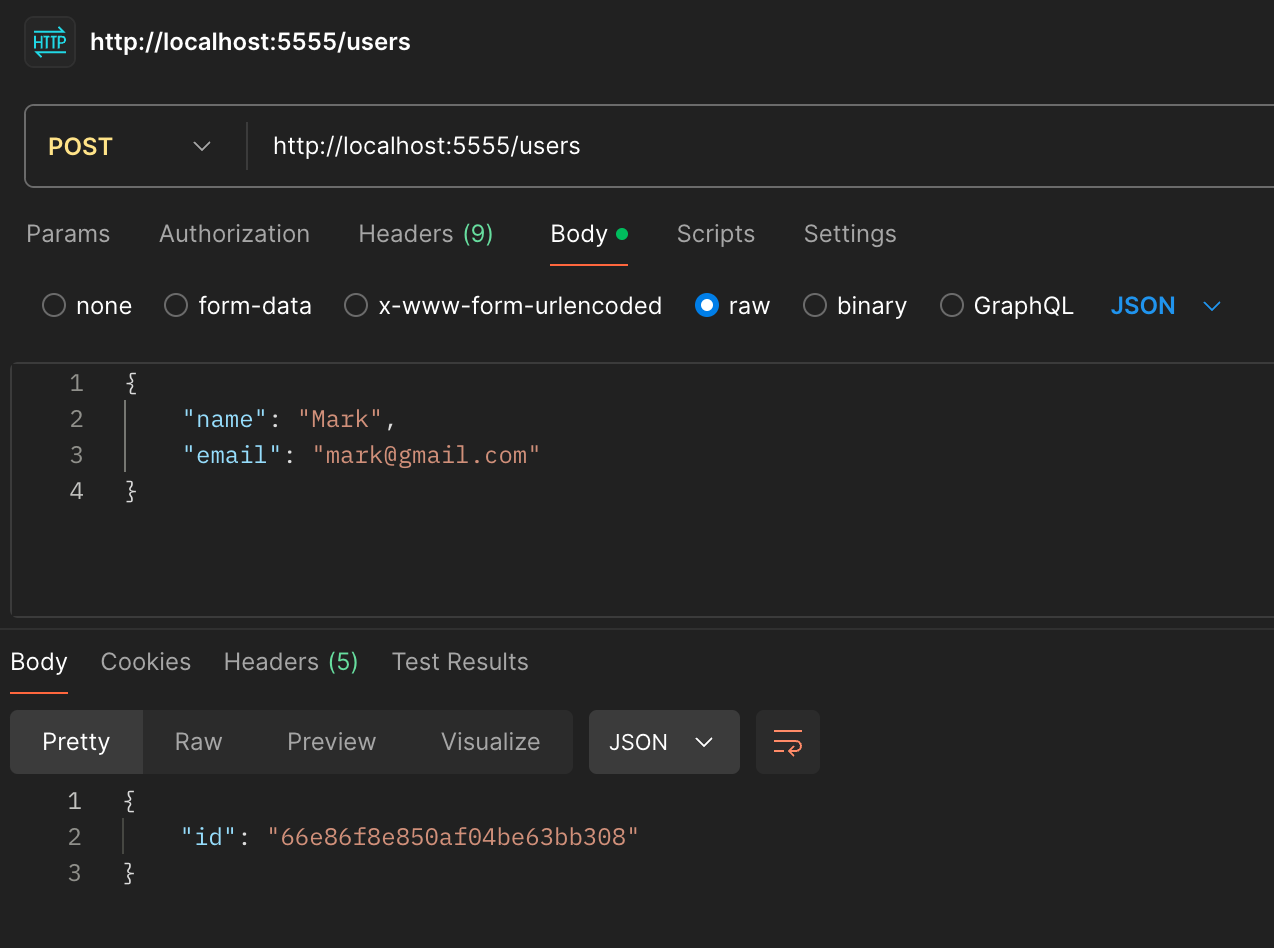 HTTP http://localhost:5555/users
POST http://localhost:5555/users
Params Authorization Headers (9) Body Scripts Settings
none form-data x-www-form-urlencoded raw binary GraphQL JSON
1 {
2 "name": "Mark",
3 "email": "mark@gmail.com"
4 }
Body Cookies Headers (5) Test Results
Pretty Raw Preview Visualize JSON
1 {
2 "id": "66e86f8e850af04be63bb308"
3 }